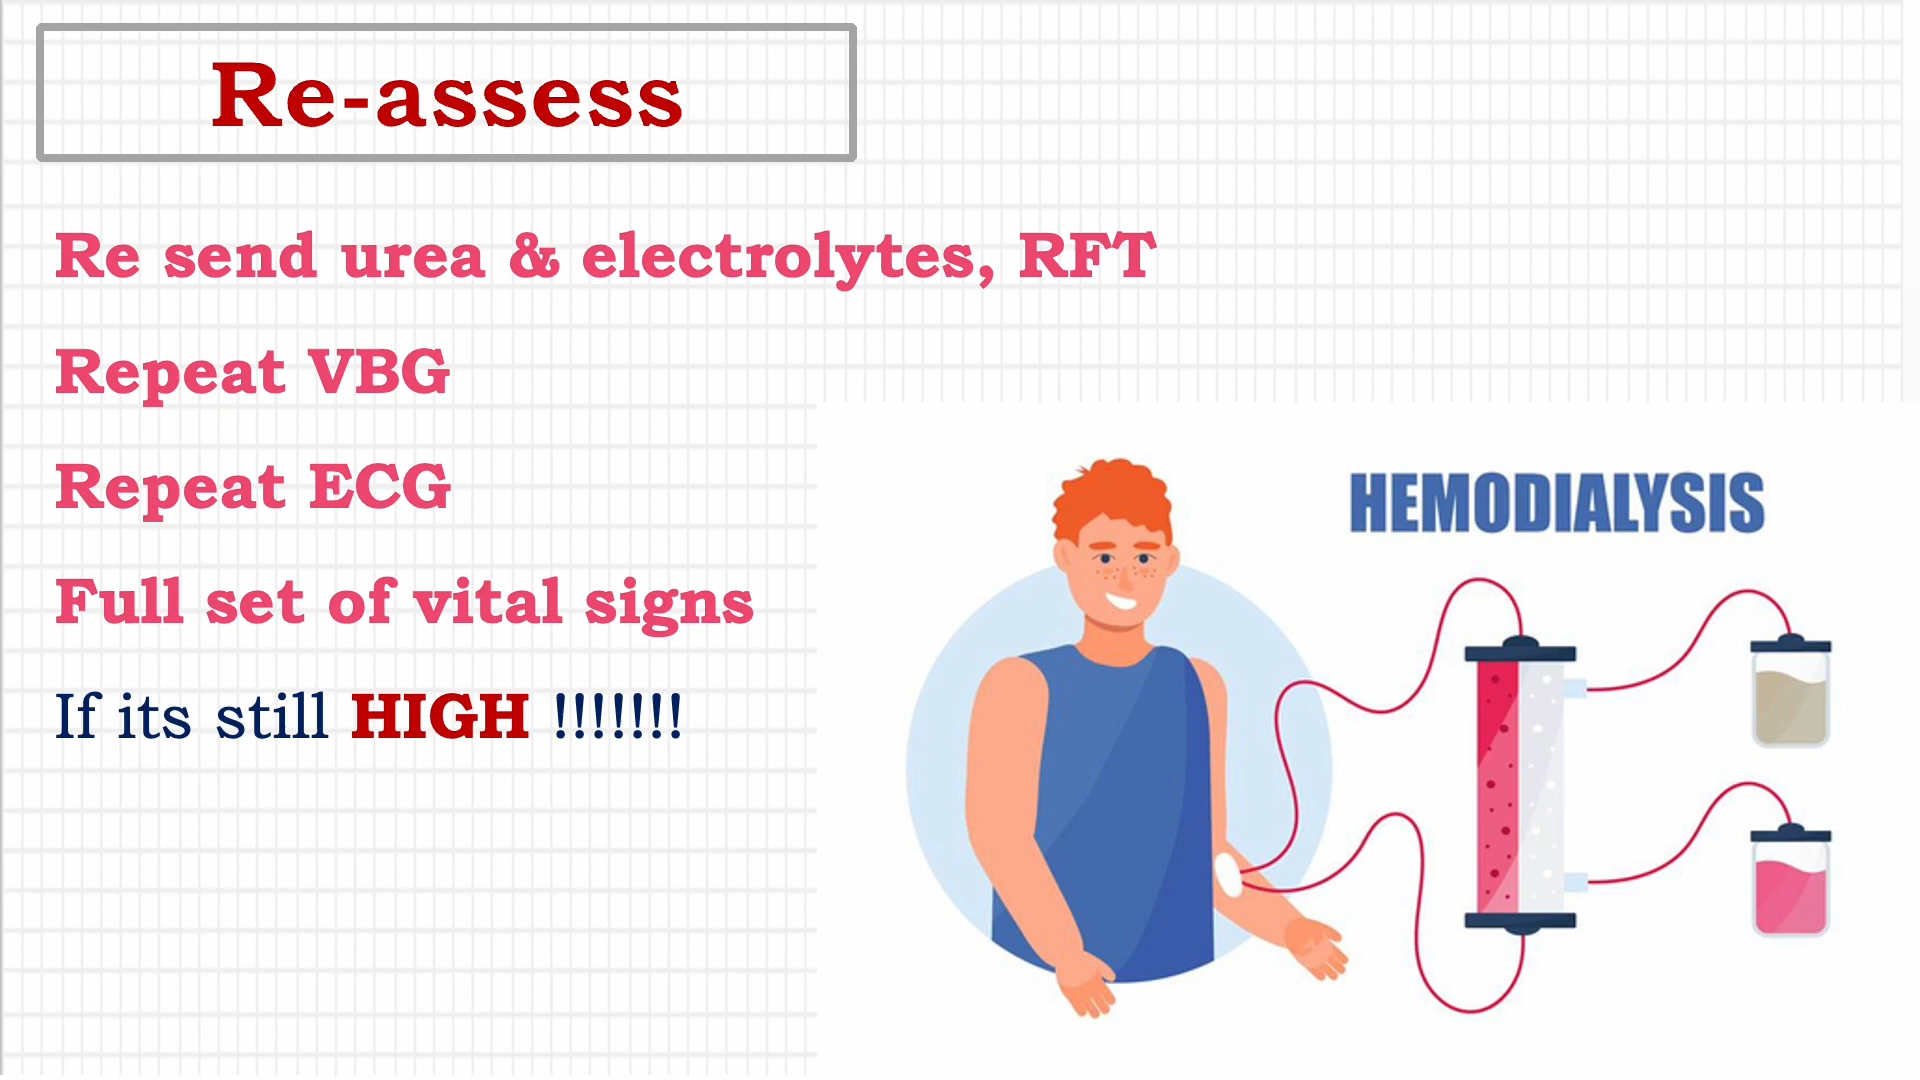 Re-assess
Re send urea & electrolytes, RFT
Repeat VBG
Repeat ECG
Full set of vital signs
If its still HIGH !!!!!!!
HEMODIALYSIS